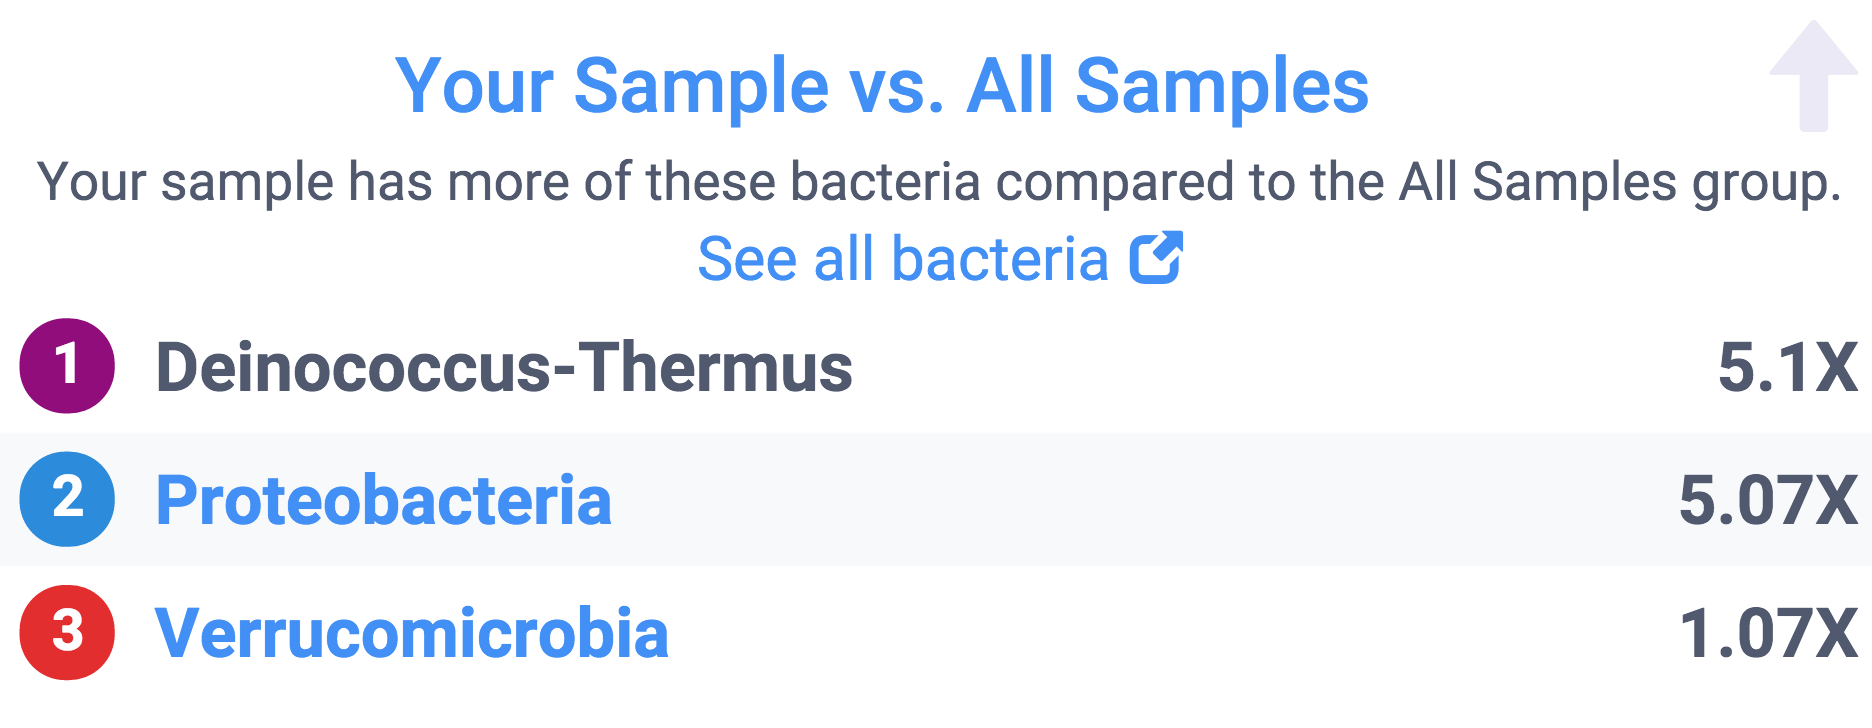 Your Sample vs. All Samples
Your sample has more of these bacteria compared to the All Samples group.
See all bacteria
1 Deinococcus-Thermus 5.1X
2 Proteobacteria 5.07X
3 Verrucomicrobia 1.07X